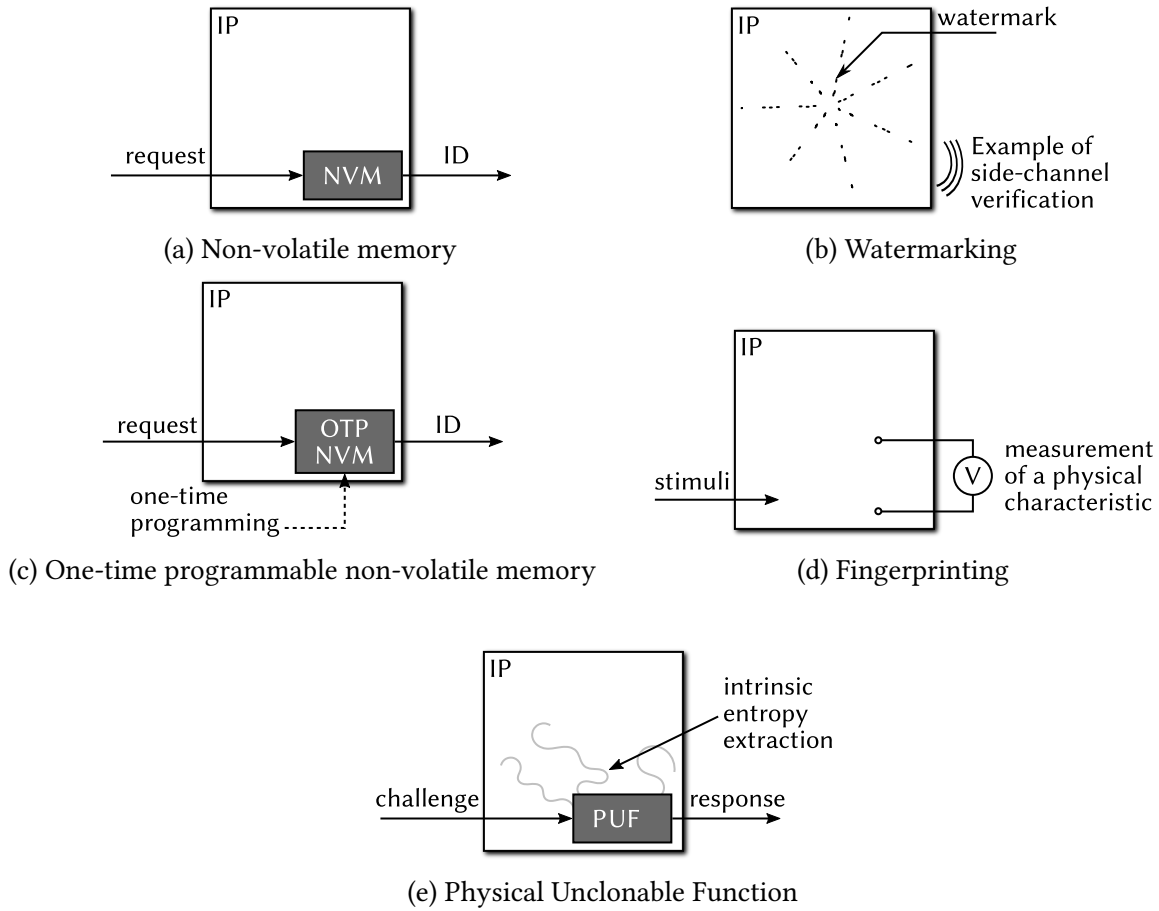 IP
request
NVM
ID
(a) Non-volatile memory
IP
watermark
Example of
side-channel
verification
(b) Watermarking
IP
request
OTP
NVM
ID
one-time
programming
(c) One-time programmable non-volatile memory
IP
stimuli
V
measurement
of a physical
characteristic
(d) Fingerprinting
IP
intrinsic
entropy
extraction
challenge
PUF
response
(e) Physical Unclonable Function